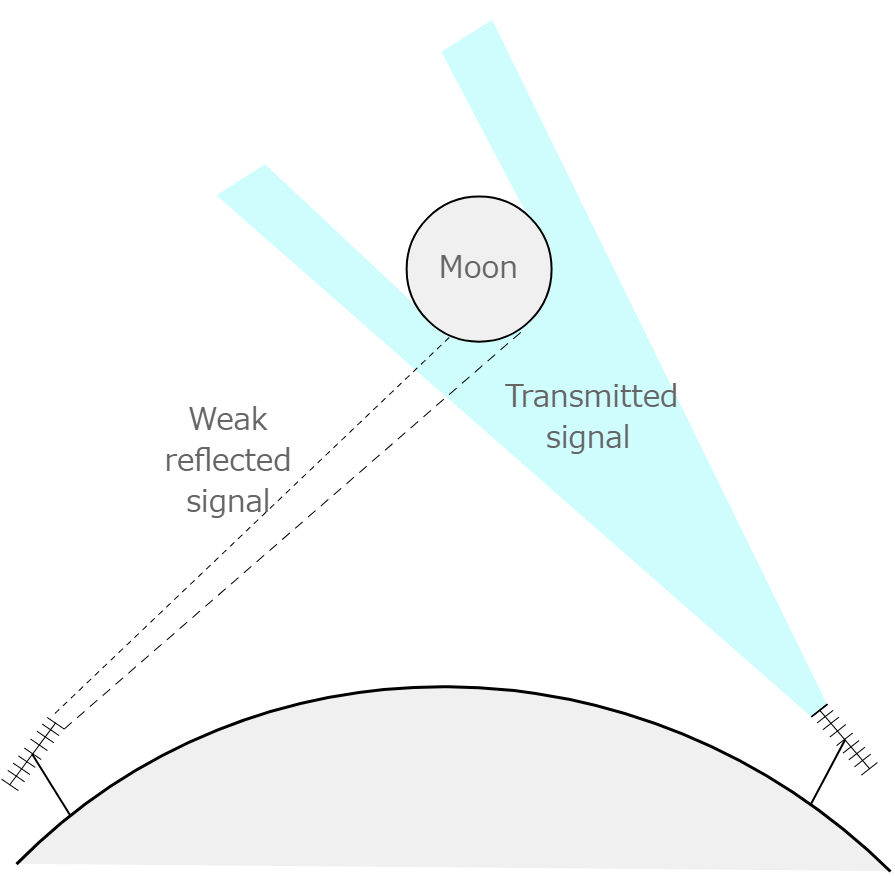 Moon
Transmitted
signal
Weak
reflected
signal